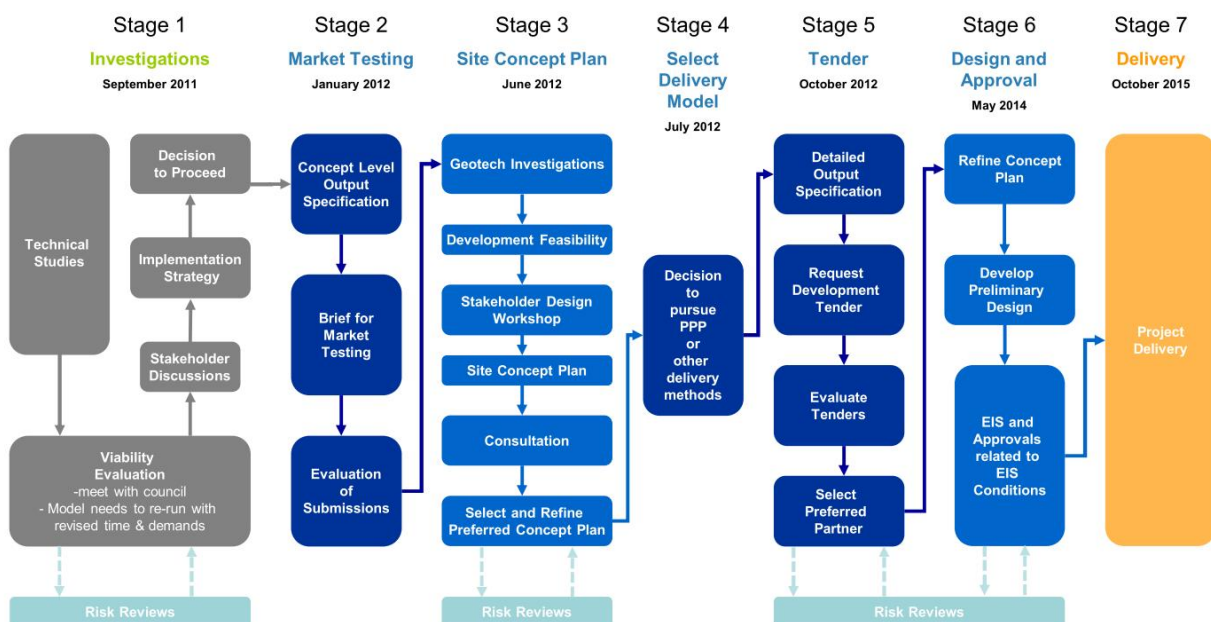 Stage 1
Investigations
September 2011
Stage 2
Market Testing
January 2012
Stage 3
Site Concept Plan
June 2012
Stage 4
Select
Delivery
Model
July 2012
Stage 5
Tender
October 2012
Stage 6
Design and
Approval
May 2014
Stage 7
Delivery
October 2015
Technical
Studies
Decision
to Proceed
Implementation
Strategy
Stakeholder
Discussions
Viability
Evaluation
-meet with council
- Model needs to re-run with
revised time & demands
Risk Reviews
Concept Level
Output
Specification
Brief for
Market
Testing
Evaluation
of
Submissions
Geotech Investigations
Development Feasibility
Stakeholder Design
Workshop
Site Concept Plan
Consultation
Select and Refine
Preferred Concept Plan
Risk Reviews
Decision
to
pursue
PPP
or
other
delivery
methods
Detailed
Output
Specification
Request
Development
Tender
Evaluate
Tenders
Select
Preferred
Partner
Refine Concept
Plan
Develop
Preliminary
Design
EIS and
Approvals
related to
EIS
Conditions
Risk Reviews
Project
Delivery